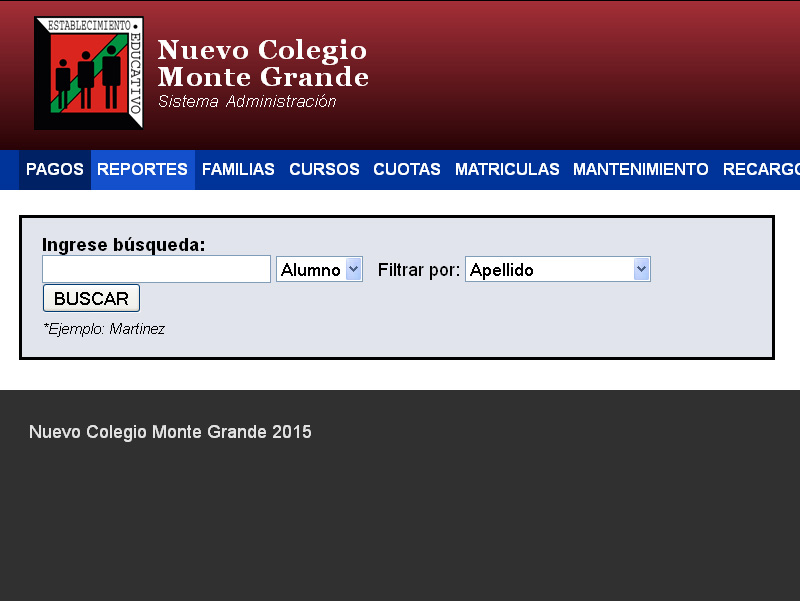 ESTABLECIMIENTO
EDUCATIVO
Nuevo Colegio
Monte Grande
Sistema Administración
PAGOS REPORTES FAMILIAS CURSOS CUOTAS MATRICULAS MANTENIMIENTO RECARGO
Ingrese búsqueda:
Alumno Filtrar por: Apellido
BUSCAR
*Ejemplo: Martinez
Nuevo Colegio Monte Grande 2015